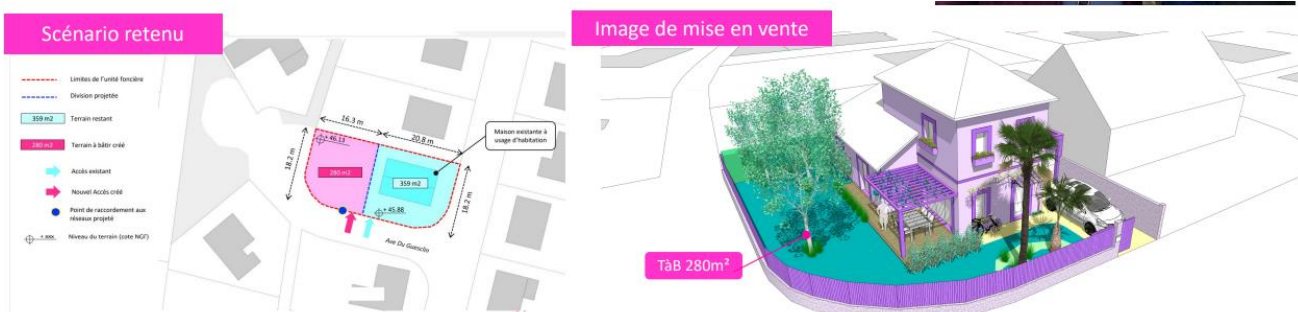 Scénario retenu
Limites de l'unité foncière
Division projetée
359 m2 Terrain restant
280 m2 Terrain à bâtir créé
Accès existant
Nouvel Accés créé
Point de raccordement aux
réseaux projeté
+ xxx Niveau du terrain (cote NGF)
16.3 m
20.8 m
+ 46.13
18.2 m
280 m2
359 m2
Maison existante à
usage d'habitation
18.2 m
+ 45.88
Ave Du Guesclin
Image de mise en vente
TàB 280m²